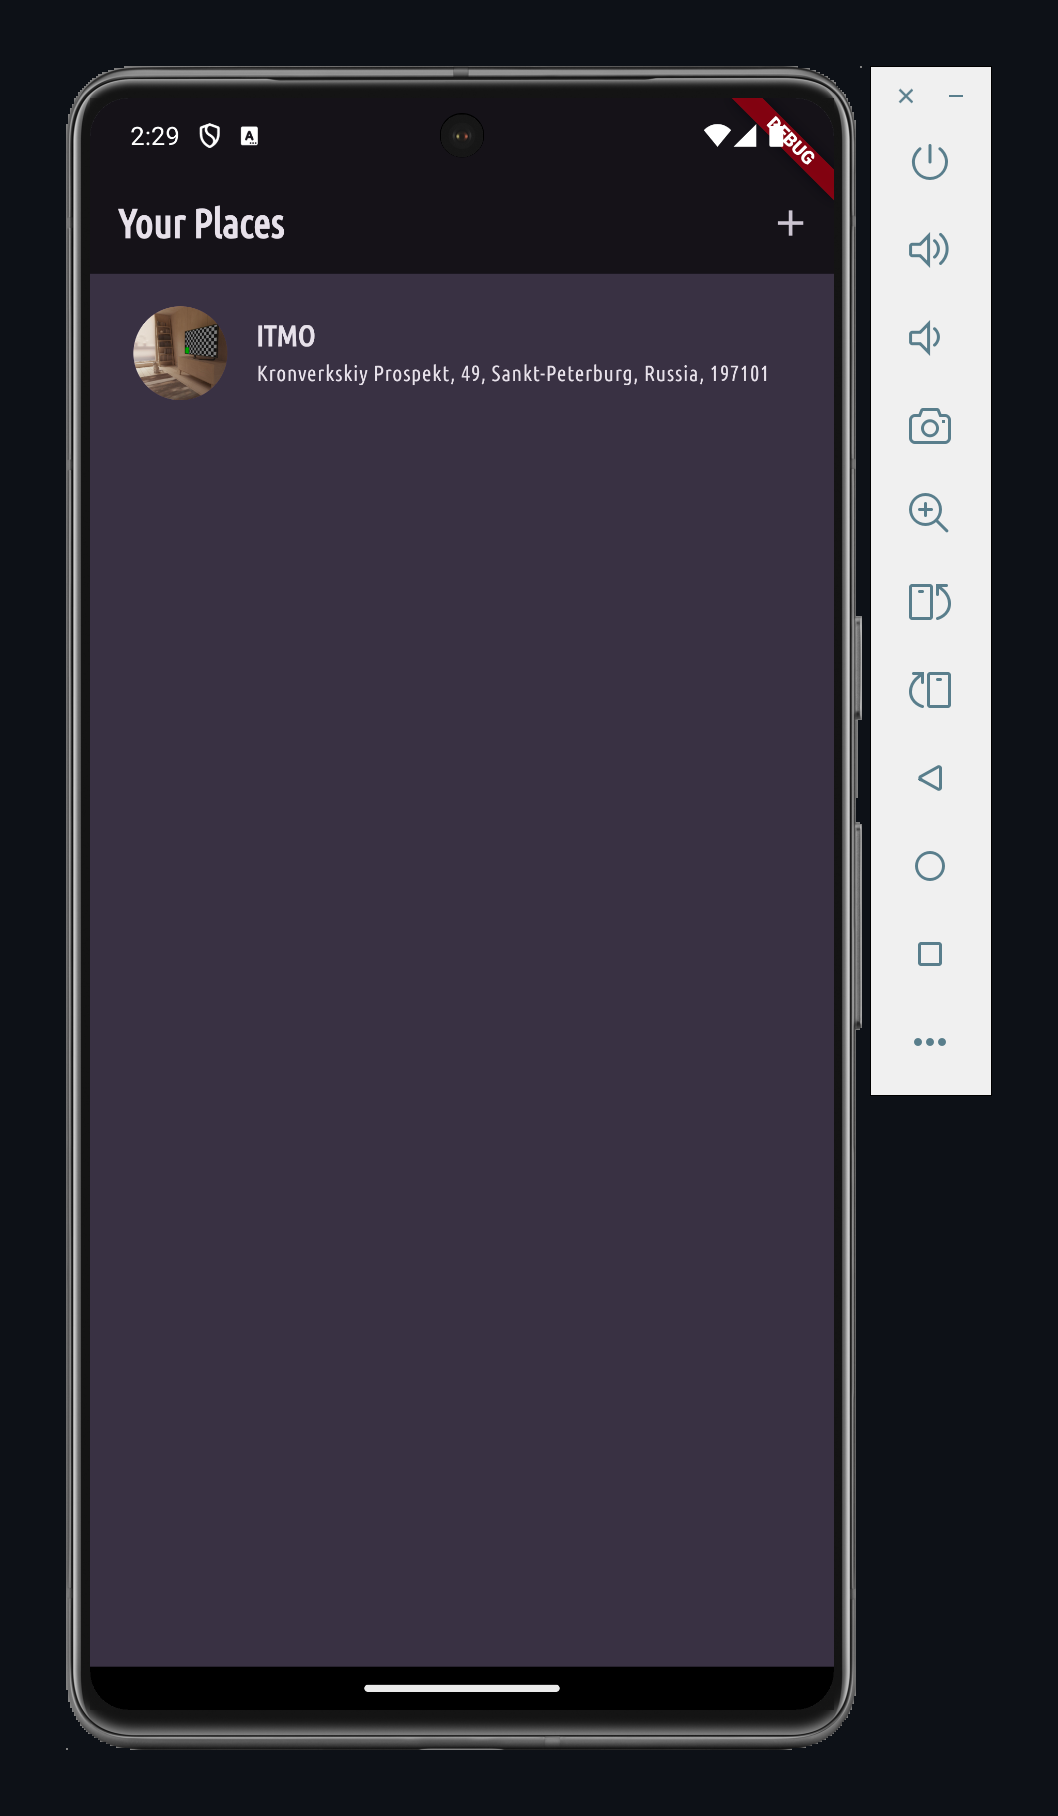 2:29
A
DEBUG
Your Places
ITMO
Kronverkskiy Prospekt, 49, Sankt-Peterburg, Russia, 197101